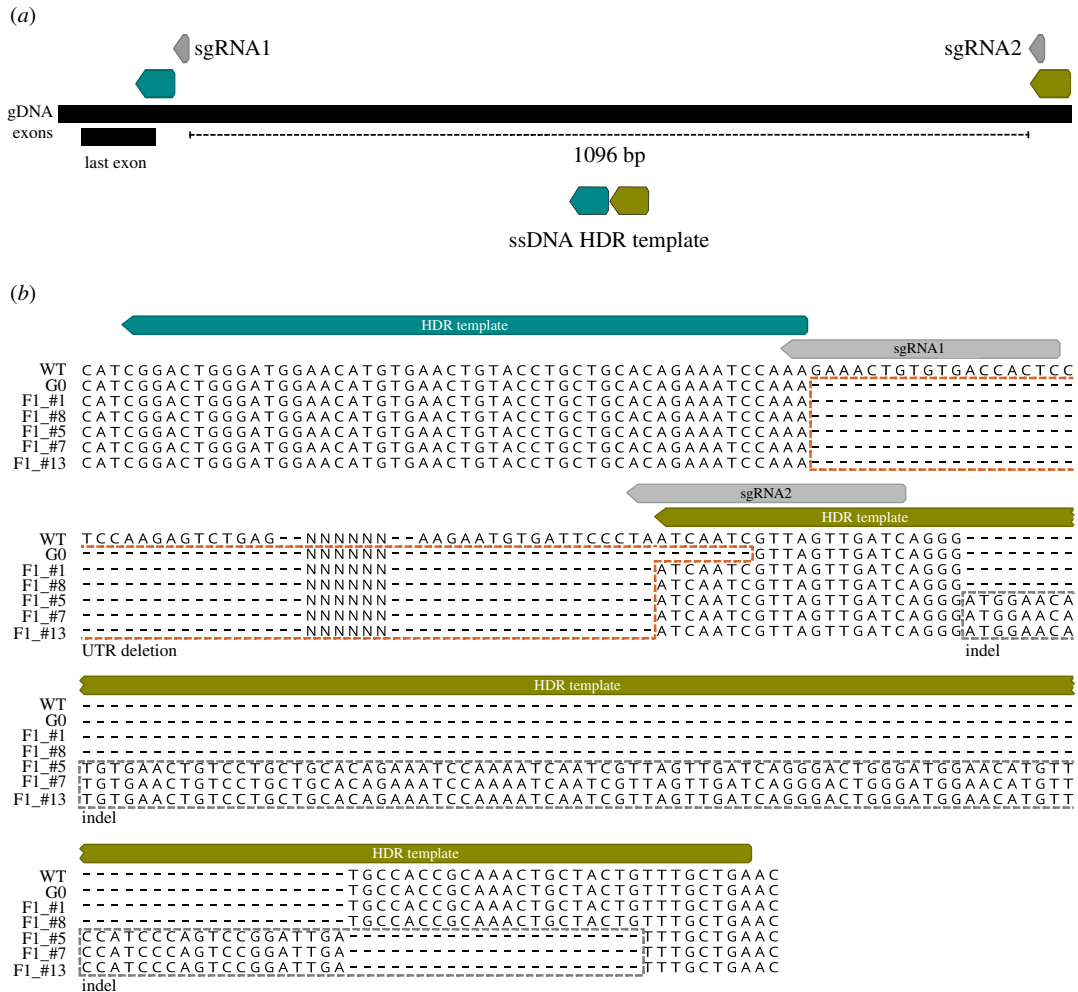 (a)
sgRNA1
sgRNA2
gDNA
exons
last exon
1096 bp
ssDNA HDR template
(b)
HDR template
sgRNA1
WT CATCGGACTGGGATGGAACATGTGAACTGTACCTGCTGCACAGAAATCCAAAGAAACTGTGTGACCACTCC
G0 CATCGGACTGGGATGGAACATGTGAACTGTACCTGCTGCACAGAAATCCAAA-------------------
F1_#1 CATCGGACTGGGATGGAACATGTGAACTGTACCTGCTGCACAGAAATCCAAA-------------------
F1_#8 CATCGGACTGGGATGGAACATGTGAACTGTACCTGCTGCACAGAAATCCAAA-------------------
F1_#5 CATCGGACTGGGATGGAACATGTGAACTGTACCTGCTGCACAGAAATCCAAA-------------------
F1_#7 CATCGGACTGGGATGGAACATGTGAACTGTACCTGCTGCACAGAAATCCAAA-------------------
F1_#13 CATCGGACTGGGATGGAACATGTGAACTGTACCTGCTGCACAGAAATCCAAA-------------------
sgRNA2
HDR template
WT TCCAAGAGTCTGAG--NNNNNN--AAGAATGTGATTCCCTAATCAATCGTTAGTTGATCAGGG--------
G0 ----------------NNNNNN--------------------------GTTAGTTGATCAGGG--------
F1_#1 ----------------NNNNNN-------------------ATCAATCGTTAGTTGATCAGGG--------
F1_#8 ----------------NNNNNN-------------------ATCAATCGTTAGTTGATCAGGG--------
F1_#5 ----------------NNNNNN-------------------ATCAATCGTTAGTTGATCAGGGATGGAACA
F1_#7 ----------------NNNNNN-------------------ATCAATCGTTAGTTGATCAGGGATGGAACA
F1_#13 ----------------NNNNNN-------------------ATCAATCGTTAGTTGATCAGGGATGGAACA
UTR deletion indel
HDR template
WT -----------------------------------------------------------------------
G0 -----------------------------------------------------------------------
F1_#1 -----------------------------------------------------------------------
F1_#8 -----------------------------------------------------------------------
F1_#5 TGTGAACTGTCCTGCTGCACAGAAATCCAAAATCAATCGTTAGTTGATCAGGGACTGGGATGGAACATGTT
F1_#7 TGTGAACTGTCCTGCTGCACAGAAATCCAAAATCAATCGTTAGTTGATCAGGGACTGGGATGGAACATGTT
F1_#13 TGTGAACTGTCCTGCTGCACAGAAATCCAAAATCAATCGTTAGTTGATCAGGGACTGGGATGGAACATGTT
indel
HDR template
WT -------------------TGCCACCGCAAACTGCTACTGTTTGCTGAAC
G0 -------------------TGCCACCGCAAACTGCTACTGTTTGCTGAAC
F1_#1 -------------------TGCCACCGCAAACTGCTACTGTTTGCTGAAC
F1_#8 -------------------TGCCACCGCAAACTGCTACTGTTTGCTGAAC
F1_#5 CCATCCCAGTCCGGATTGA---------------------TTTGCTGAAC
F1_#7 CCATCCCAGTCCGGATTGA---------------------TTTGCTGAAC
F1_#13 CCATCCCAGTCCGGATTGA---------------------TTTGCTGAAC
indel